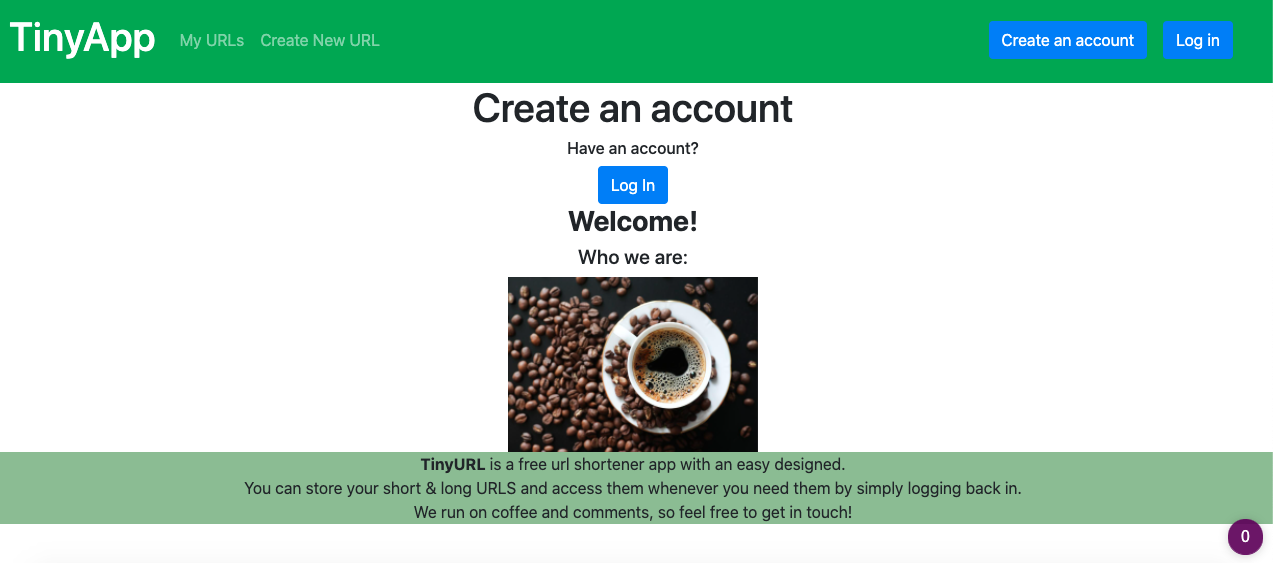 TinyApp My URLs Create New URL Create an account Log in
Create an account
Have an account?
Log In
Welcome!
Who we are:
TinyURL is a free url shortener app with an easy designed.
You can store your short & long URLS and access them whenever you need them by simply logging back in.
We run on coffee and comments, so feel free to get in touch!
0